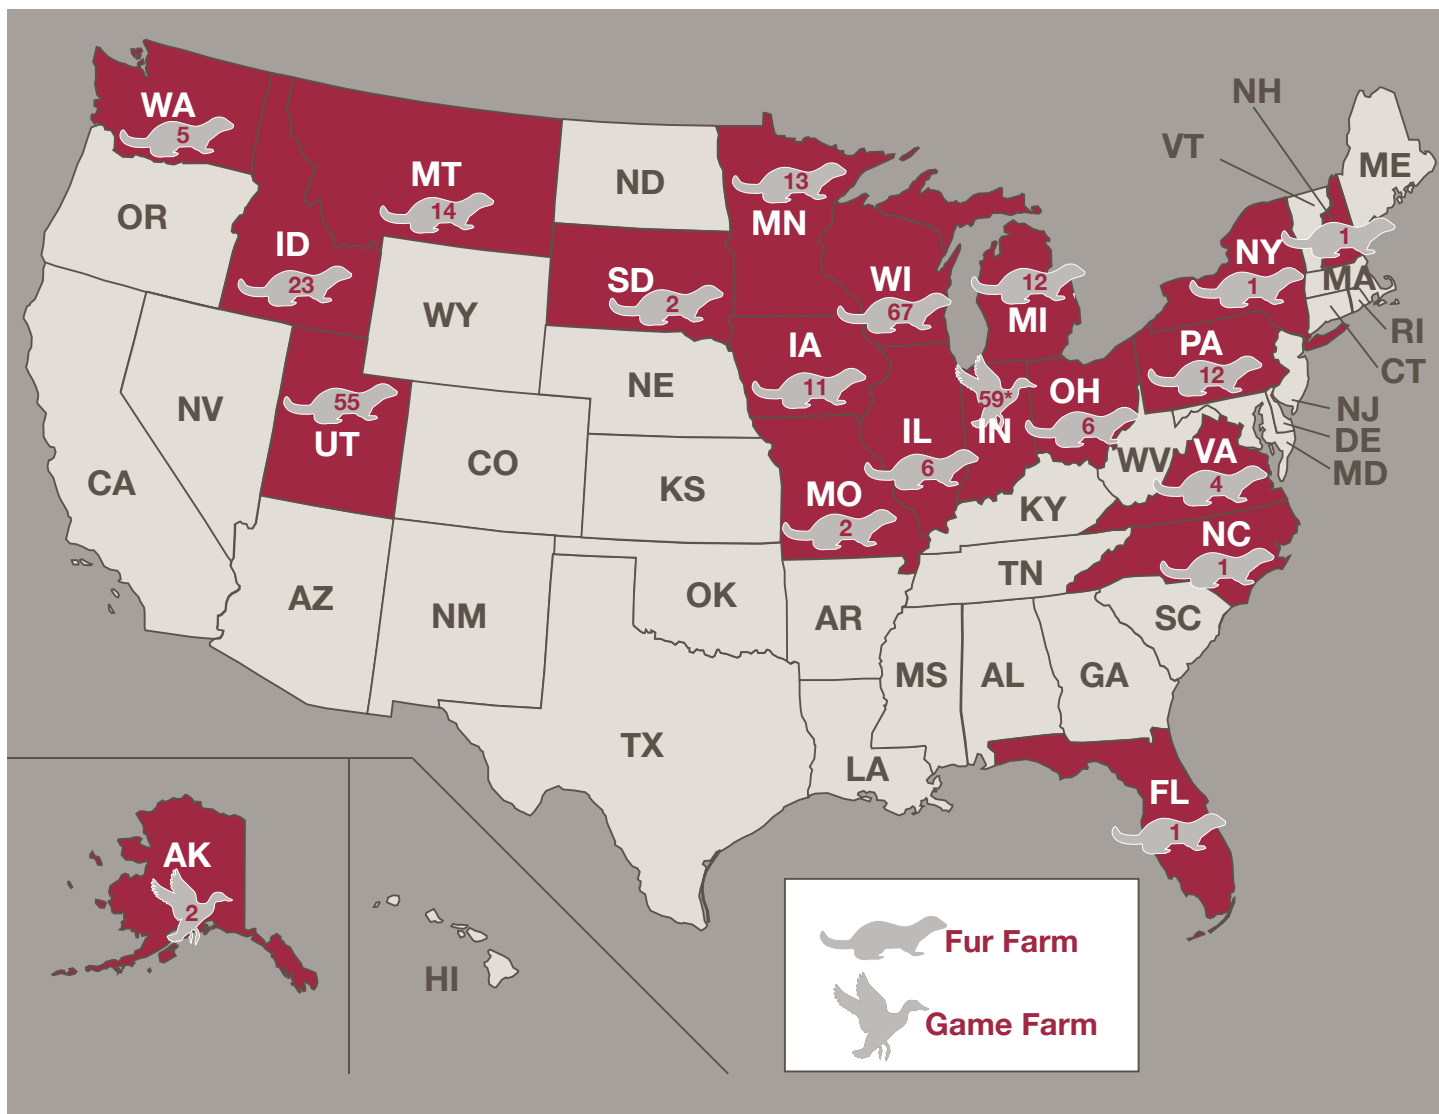 NH
VT
WA
5
ME
MT
14
ND
13
MN
OR
ID
23
NY
1
1
SD
2
WI
67
12
MI
MA
WY
RI
IA
11
PA
12
CT
NE
59*
IN
OH
6
NV
55
UT
NJ
DE
MD
IL
6
WV
VA
4
CO
KS
CA
MO
2
KY
NC
1
TN
AZ
NM
OK
AR
SC
MS
AL
GA
TX
LA
FL
1
AK
2
HI
Fur Farm
Game Farm